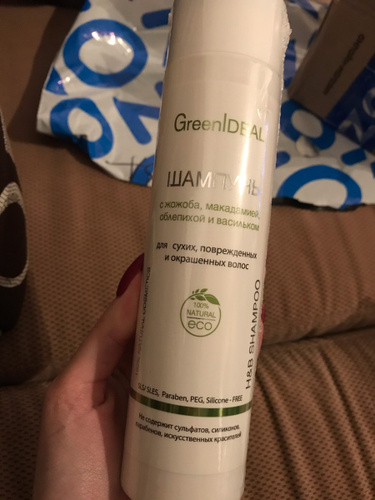 GreenIDEAL
ШАМПУНЬ
с жожоба, макадамией,
облепихой и васильком
для сухих, поврежденных
и окрашенных волос
100%
NATURAL
eco
SLS/SLES, Paraben, PEG, Silicone - FREE
Не содержит сульфатов, силиконов,
парабенов, искусственных красителей
H&B SHAMPOO